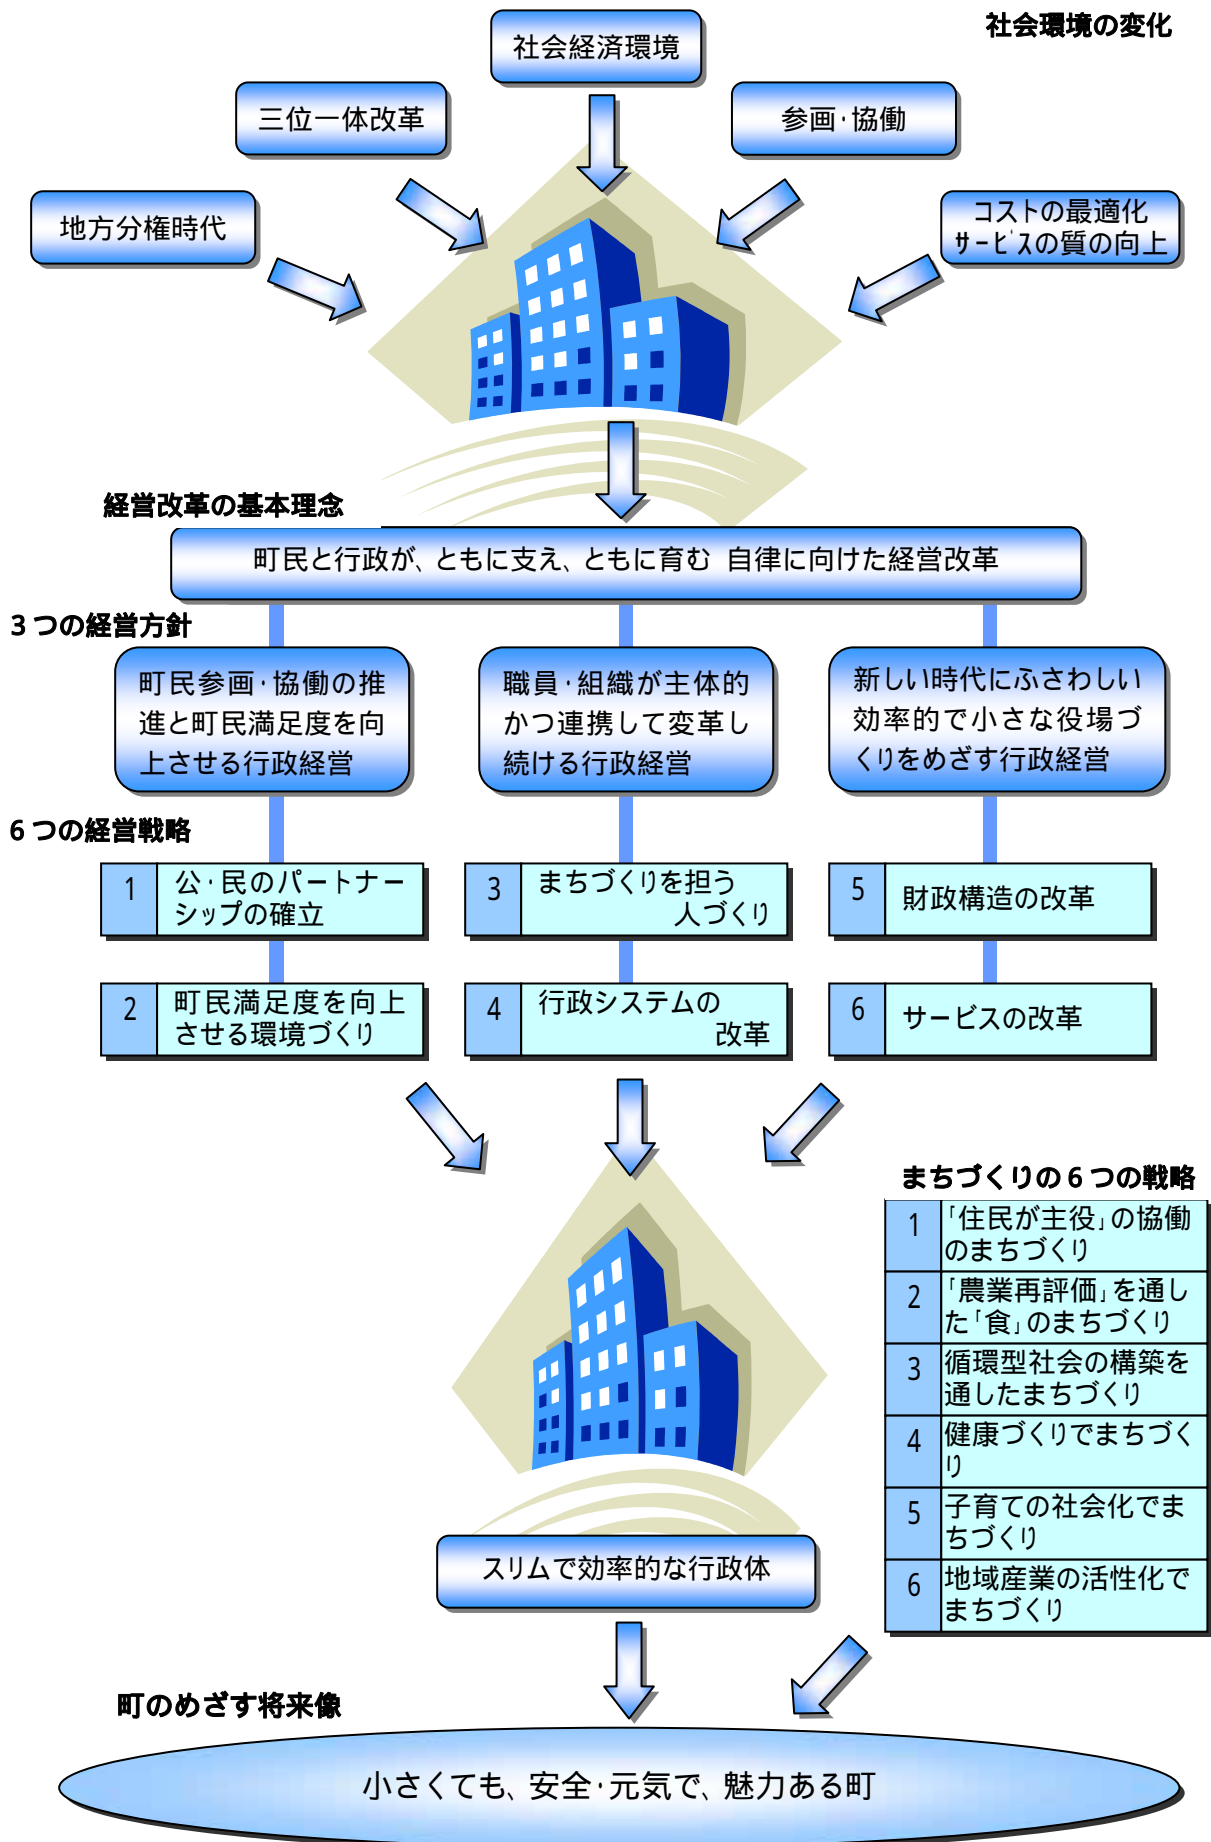 社会環境の変化
社会経済環境
三位一体改革
参画・協働
地方分権時代
コストの最適化
サービスの質の向上
経営改革の基本理念
町民と行政が、ともに支え、ともに育む 自律に向けた経営改革
3つの経営方針
町民参画・協働の推
進と町民満足度を向
上させる行政経営
職員・組織が主体的
かつ連携して変革し
続ける行政経営
新しい時代にふさわしい
効率的で小さな役場づ
くりをめざす行政経営
6つの経営戦略
1
公・民のパートナー
シップの確立
3
まちづくりを担う
人づくり
5
財政構造の改革
2
町民満足度を向上
させる環境づくり
4
行政システムの
改革
6
サービスの改革
まちづくりの6つの戦略
1
「住民が主役」の協働
のまちづくり
2
「農業再評価」を通し
た「食」のまちづくり
3
循環型社会の構築を
通したまちづくり
4
健康づくりでまちづく
り
5
子育ての社会化でま
ちづくり
6
地域産業の活性化で
まちづくり
スリムで効率的な行政体
町のめざす将来像
小さくても、安全・元気で、魅力ある町